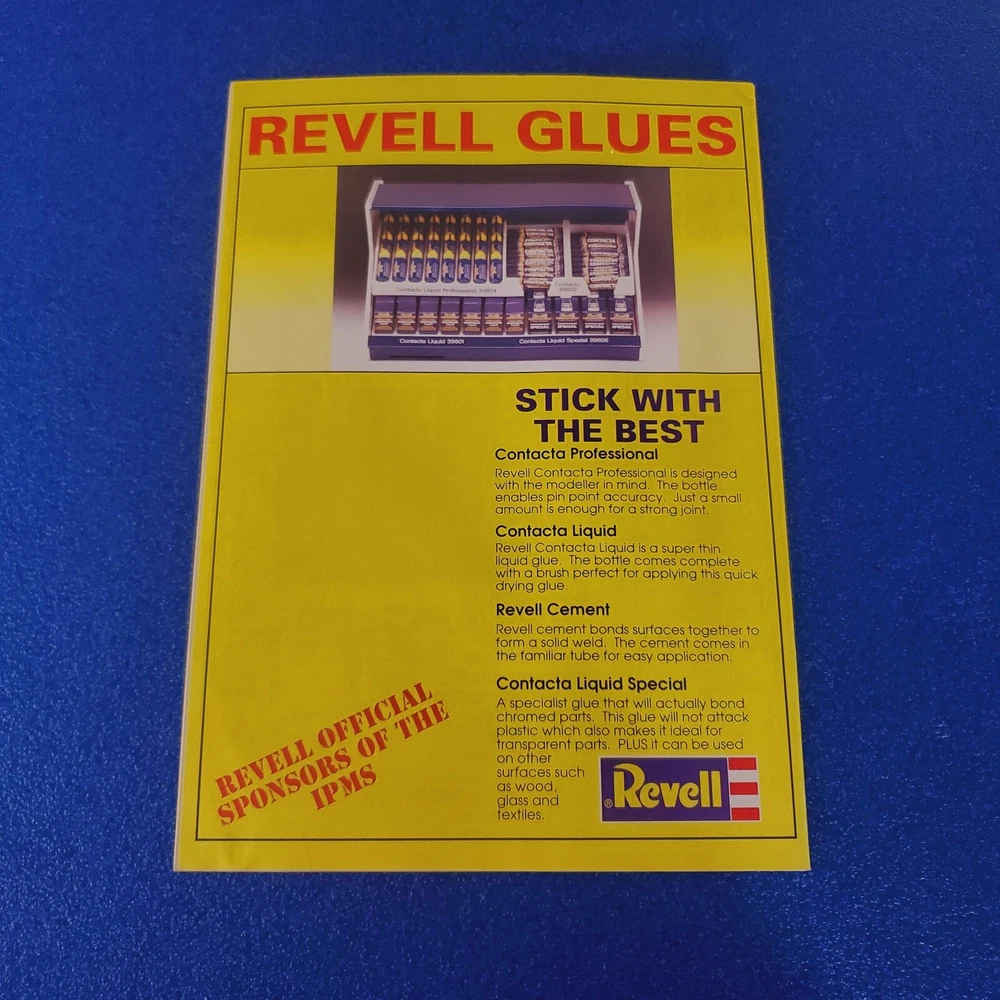 REVELL GLUES
CONTACTA
CONTACTA
Contacta Liquid Professional 39604
Contacta
39602
SPECIAL SPECIAL SPECIAL SPECIAL
Contacta Liquid 39601
Contacta Liquid Special 39606
STICK WITH
THE BEST
Contacta Professional
Revell Contacta Professional is designed
with the modeller in mind. The bottle
enables pin point accuracy. Just a small
amount is enough for a strong joint.
Contacta Liquid
Revell Contacta Liquid is a super thin
liquid glue. The bottle comes complete
with a brush perfect for applying this quick
drying glue.
Revell Cement
Revell cement bonds surfaces together to
form a solid weld. The cement comes in
the familiar tube for easy application.
Contacta Liquid Special
A specialist glue that will actually bond
chromed parts. This glue will not attack
plastic which also makes it ideal for
transparent parts. PLUS it can be used
on other
surfaces such
as wood,
glass and
textiles.
REVELL OFFICIAL
SPONSORS OF THE
IPMS
®Revell